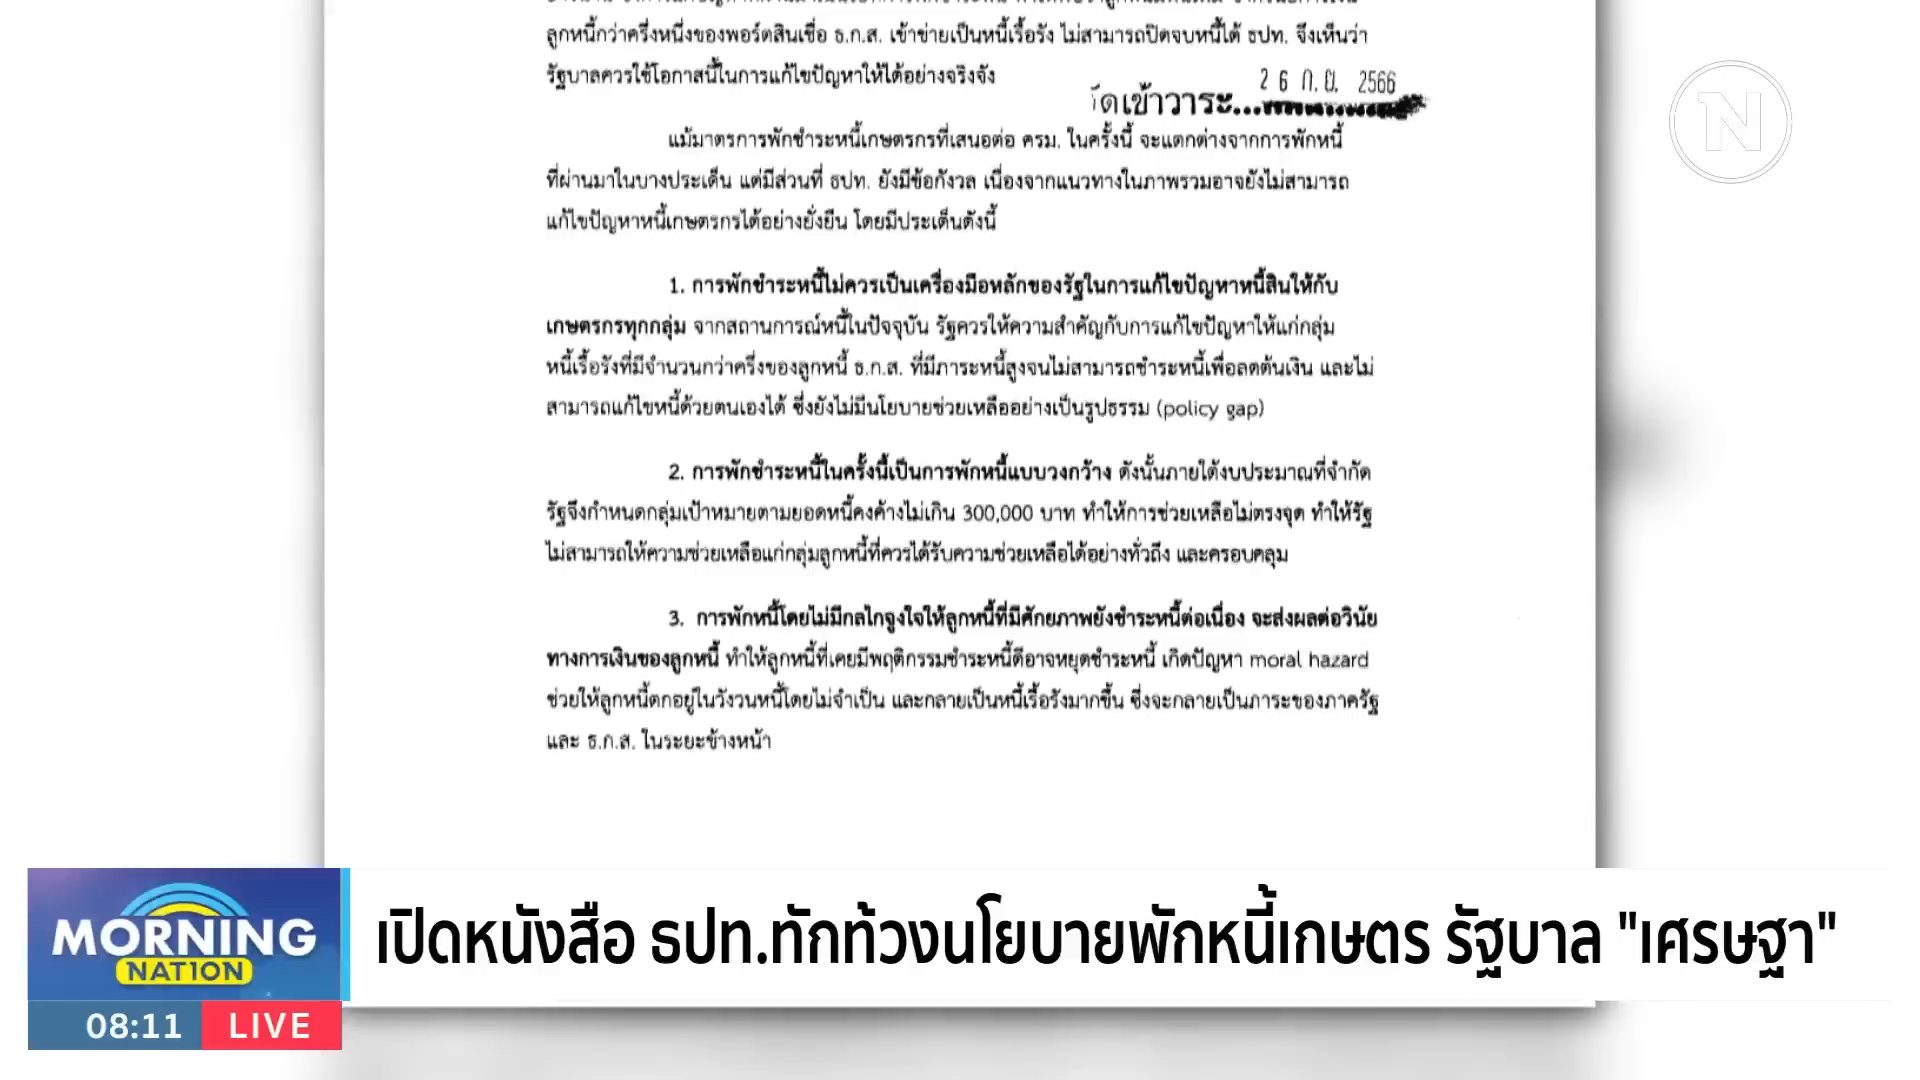 ลูกหนี้กว่าครึ่งหนึ่งของพอร์ตสินเชื่อ ธ.ก.ส. เข้าข่ายเป็นหนี้เรื้อรัง ไม่สามารถปิดจบหนี้ได้ ธปท. จึงเห็นว่า
รัฐบาลควรใช้โอกาสนี้ในการแก้ไขปัญหาให้ได้อย่างจริงจัง
26 ก.ย. 2566
เข้าวาระ...
แม้มาตรการพักชำระหนี้เกษตรกรที่เสนอต่อ ครม. ในครั้งนี้ จะแตกต่างจากการพักหนี้
ที่ผ่านมาในบางประเด็น แต่มีส่วนที่ ธปท. ยังมีข้อกังวล เนื่องจากแนวทางในภาพรวมอาจยังไม่สามารถ
แก้ไขปัญหาหนี้เกษตรกรได้อย่างยั่งยืน โดยมีประเด็นดังนี้
1. การพักชำระหนี้ไม่ควรเป็นเครื่องมือหลักของรัฐในการแก้ไขปัญหาหนี้สินให้กับ
เกษตรกรทุกกลุ่ม จากสถานการณ์หนี้ในปัจจุบัน รัฐควรให้ความสำคัญกับการแก้ไขปัญหาให้แก่กลุ่ม
หนี้เรื้อรังที่มีจำนวนกว่าครึ่งของลูกหนี้ ธ.ก.ส. ที่มีภาระหนี้สูงจนไม่สามารถชำระหนี้เพื่อลดต้นเงิน และไม่
สามารถแก้ไขหนี้ด้วยตนเองได้ ซึ่งยังไม่มีนโยบายช่วยเหลืออย่างเป็นรูปธรรม (policy gap)
2. การพักชำระหนี้ในครั้งนี้เป็นการพักหนี้แบบวงกว้าง ดังนั้นภายใต้งบประมาณที่จำกัด
รัฐจึงกำหนดกลุ่มเป้าหมายตามยอดหนี้คงค้างไม่เกิน 300,000 บาท ทำให้การช่วยเหลือไม่ตรงจุด ทำให้รัฐ
ไม่สามารถให้ความช่วยเหลือแก่กลุ่มลูกหนี้ที่ควรได้รับความช่วยเหลือได้อย่างทั่วถึง และครอบคลุม
3. การพักหนี้โดยไม่มีกลไกจูงใจให้ลูกหนี้ที่มีศักยภาพยังชำระหนี้ต่อเนื่อง จะส่งผลต่อวินัย
ทางการเงินของลูกหนี้ ทำให้ลูกหนี้ที่เคยมีพฤติกรรมชำระหนี้ดีอาจหยุดชำระหนี้ เกิดปัญหา moral hazard
ช่วยให้ลูกหนี้ตกอยู่ในวังวนหนี้โดยไม่จำเป็น และกลายเป็นหนี้เรื้อรังมากขึ้น ซึ่งจะกลายเป็นภาระของภาครัฐ
และ ธ.ก.ส. ในระยะข้างหน้า
MORNING
NATION
เปิดหนังสือ ธปท.ทักท้วงนโยบายพักหนี้เกษตร รัฐบาล "เศรษฐา"
08:11 LIVE